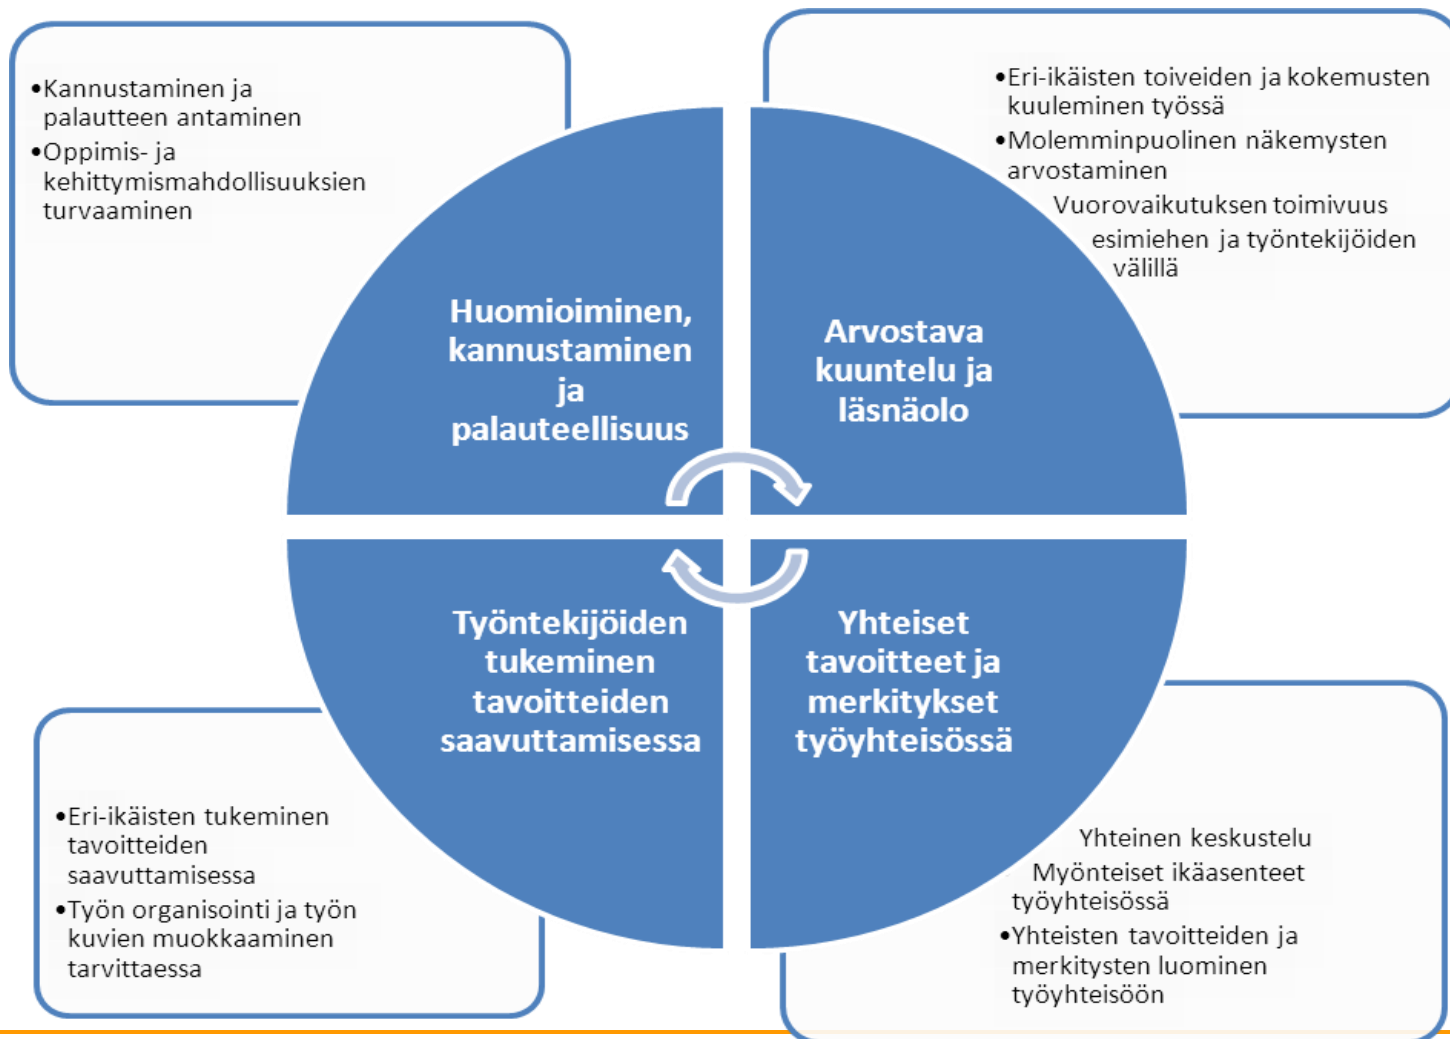 •Kannustaminen ja
palautteen antaminen
•Oppimis- ja
kehittymismahdollisuuksien
turvaaminen
•Eri-ikäisten toiveiden ja kokemusten
kuuleminen työssä
•Molemminpuolinen näkemysten
arvostaminen
Vuorovaikutuksen toimivuus
esimiehen ja työntekijöiden
välillä
Huomioiminen,
kannustaminen
ja
palauteellisuus
Arvostava
kuuntelu ja
läsnäolo
Työntekijöiden
tukeminen
tavoitteiden
saavuttamisessa
Yhteiset
tavoitteet ja
merkitykset
työyhteisössä
•Eri-ikäisten tukeminen
tavoitteiden
saavuttamisessa
•Työn organisointi ja työn
kuvien muokkaaminen
tarvittaessa
Yhteinen keskustelu
Myönteiset ikäasenteet
työyhteisössä
•Yhteisten tavoitteiden ja
merkitysten luominen
työyhteisöön